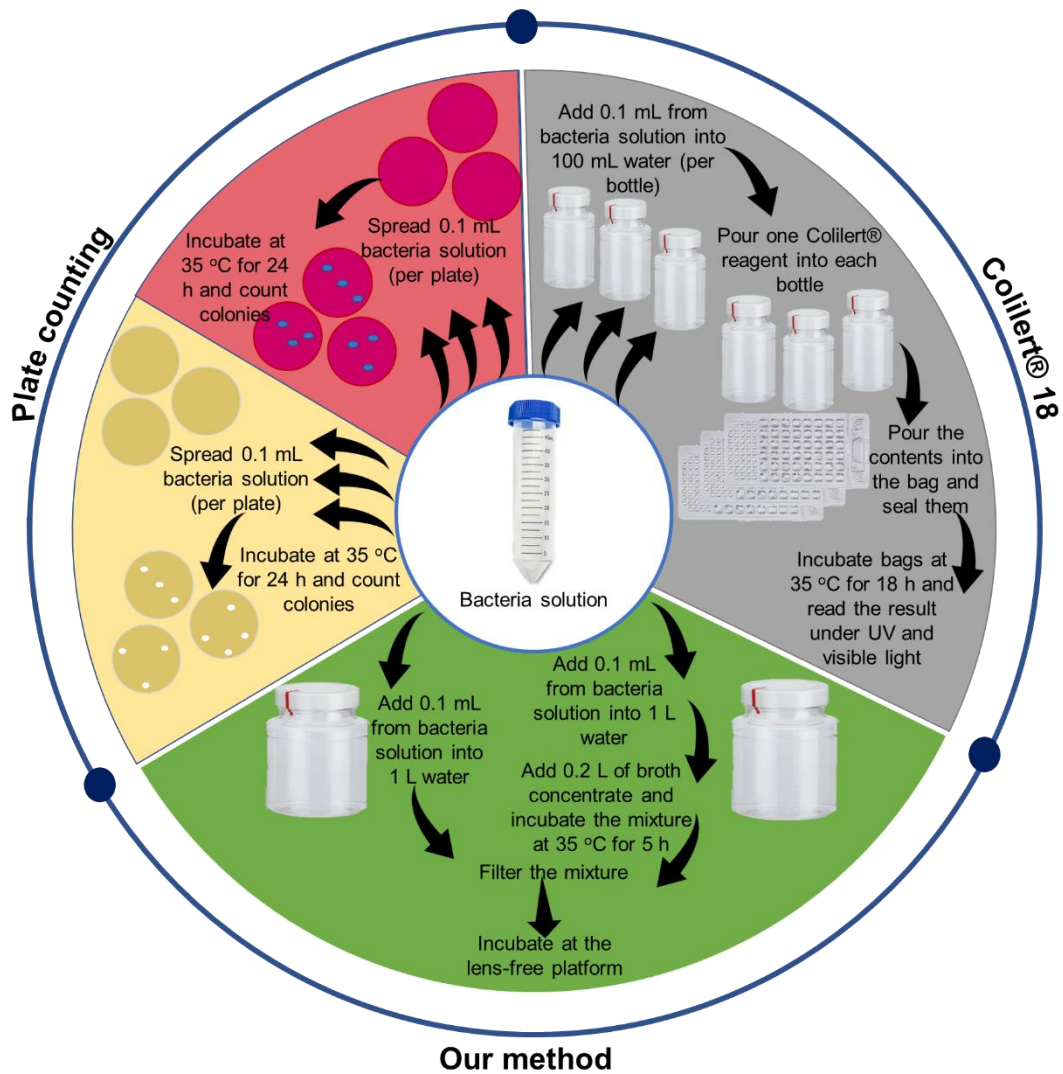 Plate counting
Spread 0.1 mL
bacteria solution
(per plate)
Incubate at
35 °C for 24
h and count
colonies
Spread 0.1 mL
bacteria solution
(per plate)
Incubate at 35 °C
for 24 h and count
colonies
Colilert® 18
Add 0.1 mL from
bacteria solution into
100 mL water (per
bottle)
Pour one Colilert®
reagent into each
bottle
Pour the
contents into
the bag and
seal them
Incubate bags at
35 °C for 18 h and
read the result
under UV and
visible light
Bacteria solution
Add 0.1 mL
from bacteria
solution into
1 L water
Add 0.1 mL
from bacteria
solution into 1 L
water
Add 0.2 L of broth
concentrate and
incubate the mixture
at 35 °C for 5 h
Filter the mixture
Incubate at the
lens-free platform
Our method